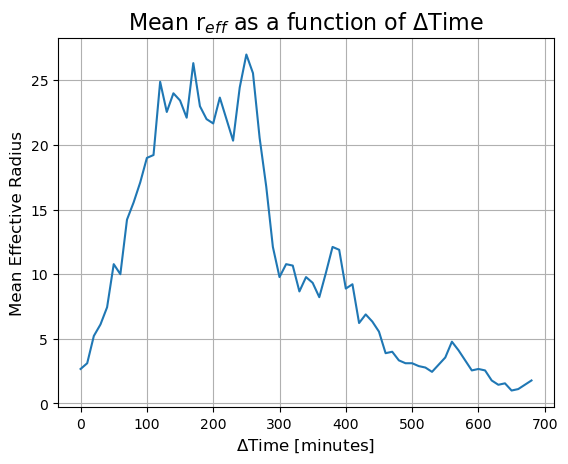 Mean r_eff as a function of ΔTime
Mean Effective Radius
25
20
15
10
5
0
0 100 200 300 400 500 600 700
ΔTime [minutes]